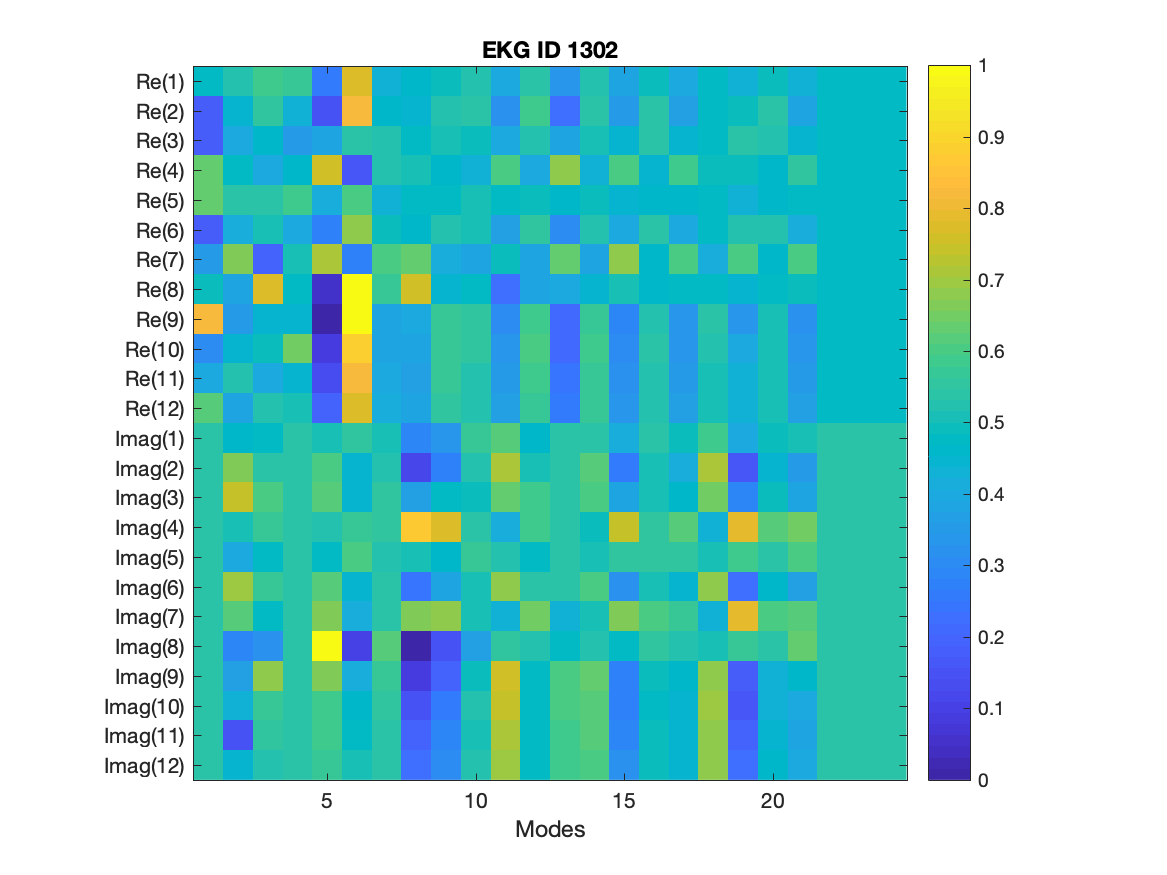 EKG ID 1302
Re(1)
Re(2)
Re(3)
Re(4)
Re(5)
Re(6)
Re(7)
Re(8)
Re(9)
Re(10)
Re(11)
Re(12)
Imag(1)
Imag(2)
Imag(3)
Imag(4)
Imag(5)
Imag(6)
Imag(7)
Imag(8)
Imag(9)
Imag(10)
Imag(11)
Imag(12)
5 10 15 20
Modes
1
0.9
0.8
0.7
0.6
0.5
0.4
0.3
0.2
0.1
0